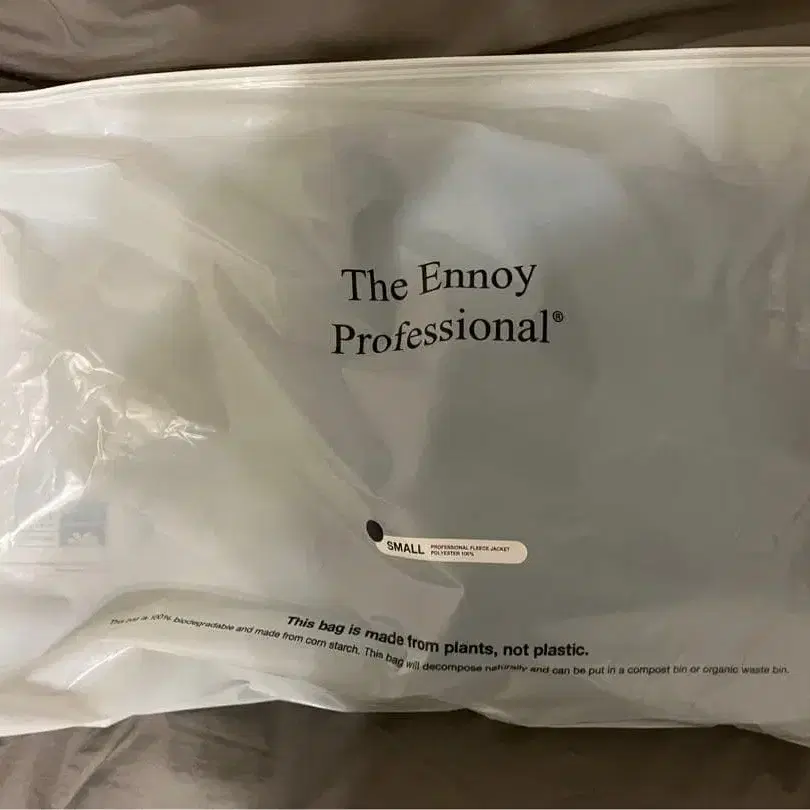 The Ennoy
Professional®
SMALL PROFESSIONAL FLEECE JACKET
POLYESTER 100%
This bag is made from plants, not plastic.
This bag is 100% biodegradable and made from corn starch. This bag will decompose naturally and can be put in a compost bin or organic waste bin.